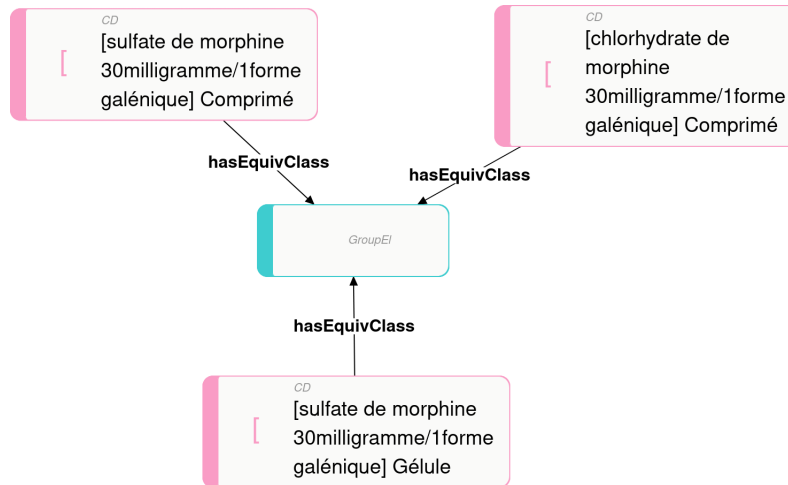 CD
[sulfate de morphine
[
30milligramme/1forme
galénique] Comprimé
CD
[chlorhydrate de
morphine
[
30milligramme/1forme
galénique] Comprimé
hasEquivClass
hasEquivClass
GroupEl
hasEquivClass
CD
[sulfate de morphine
[
30milligramme/1forme
galénique] Gélule